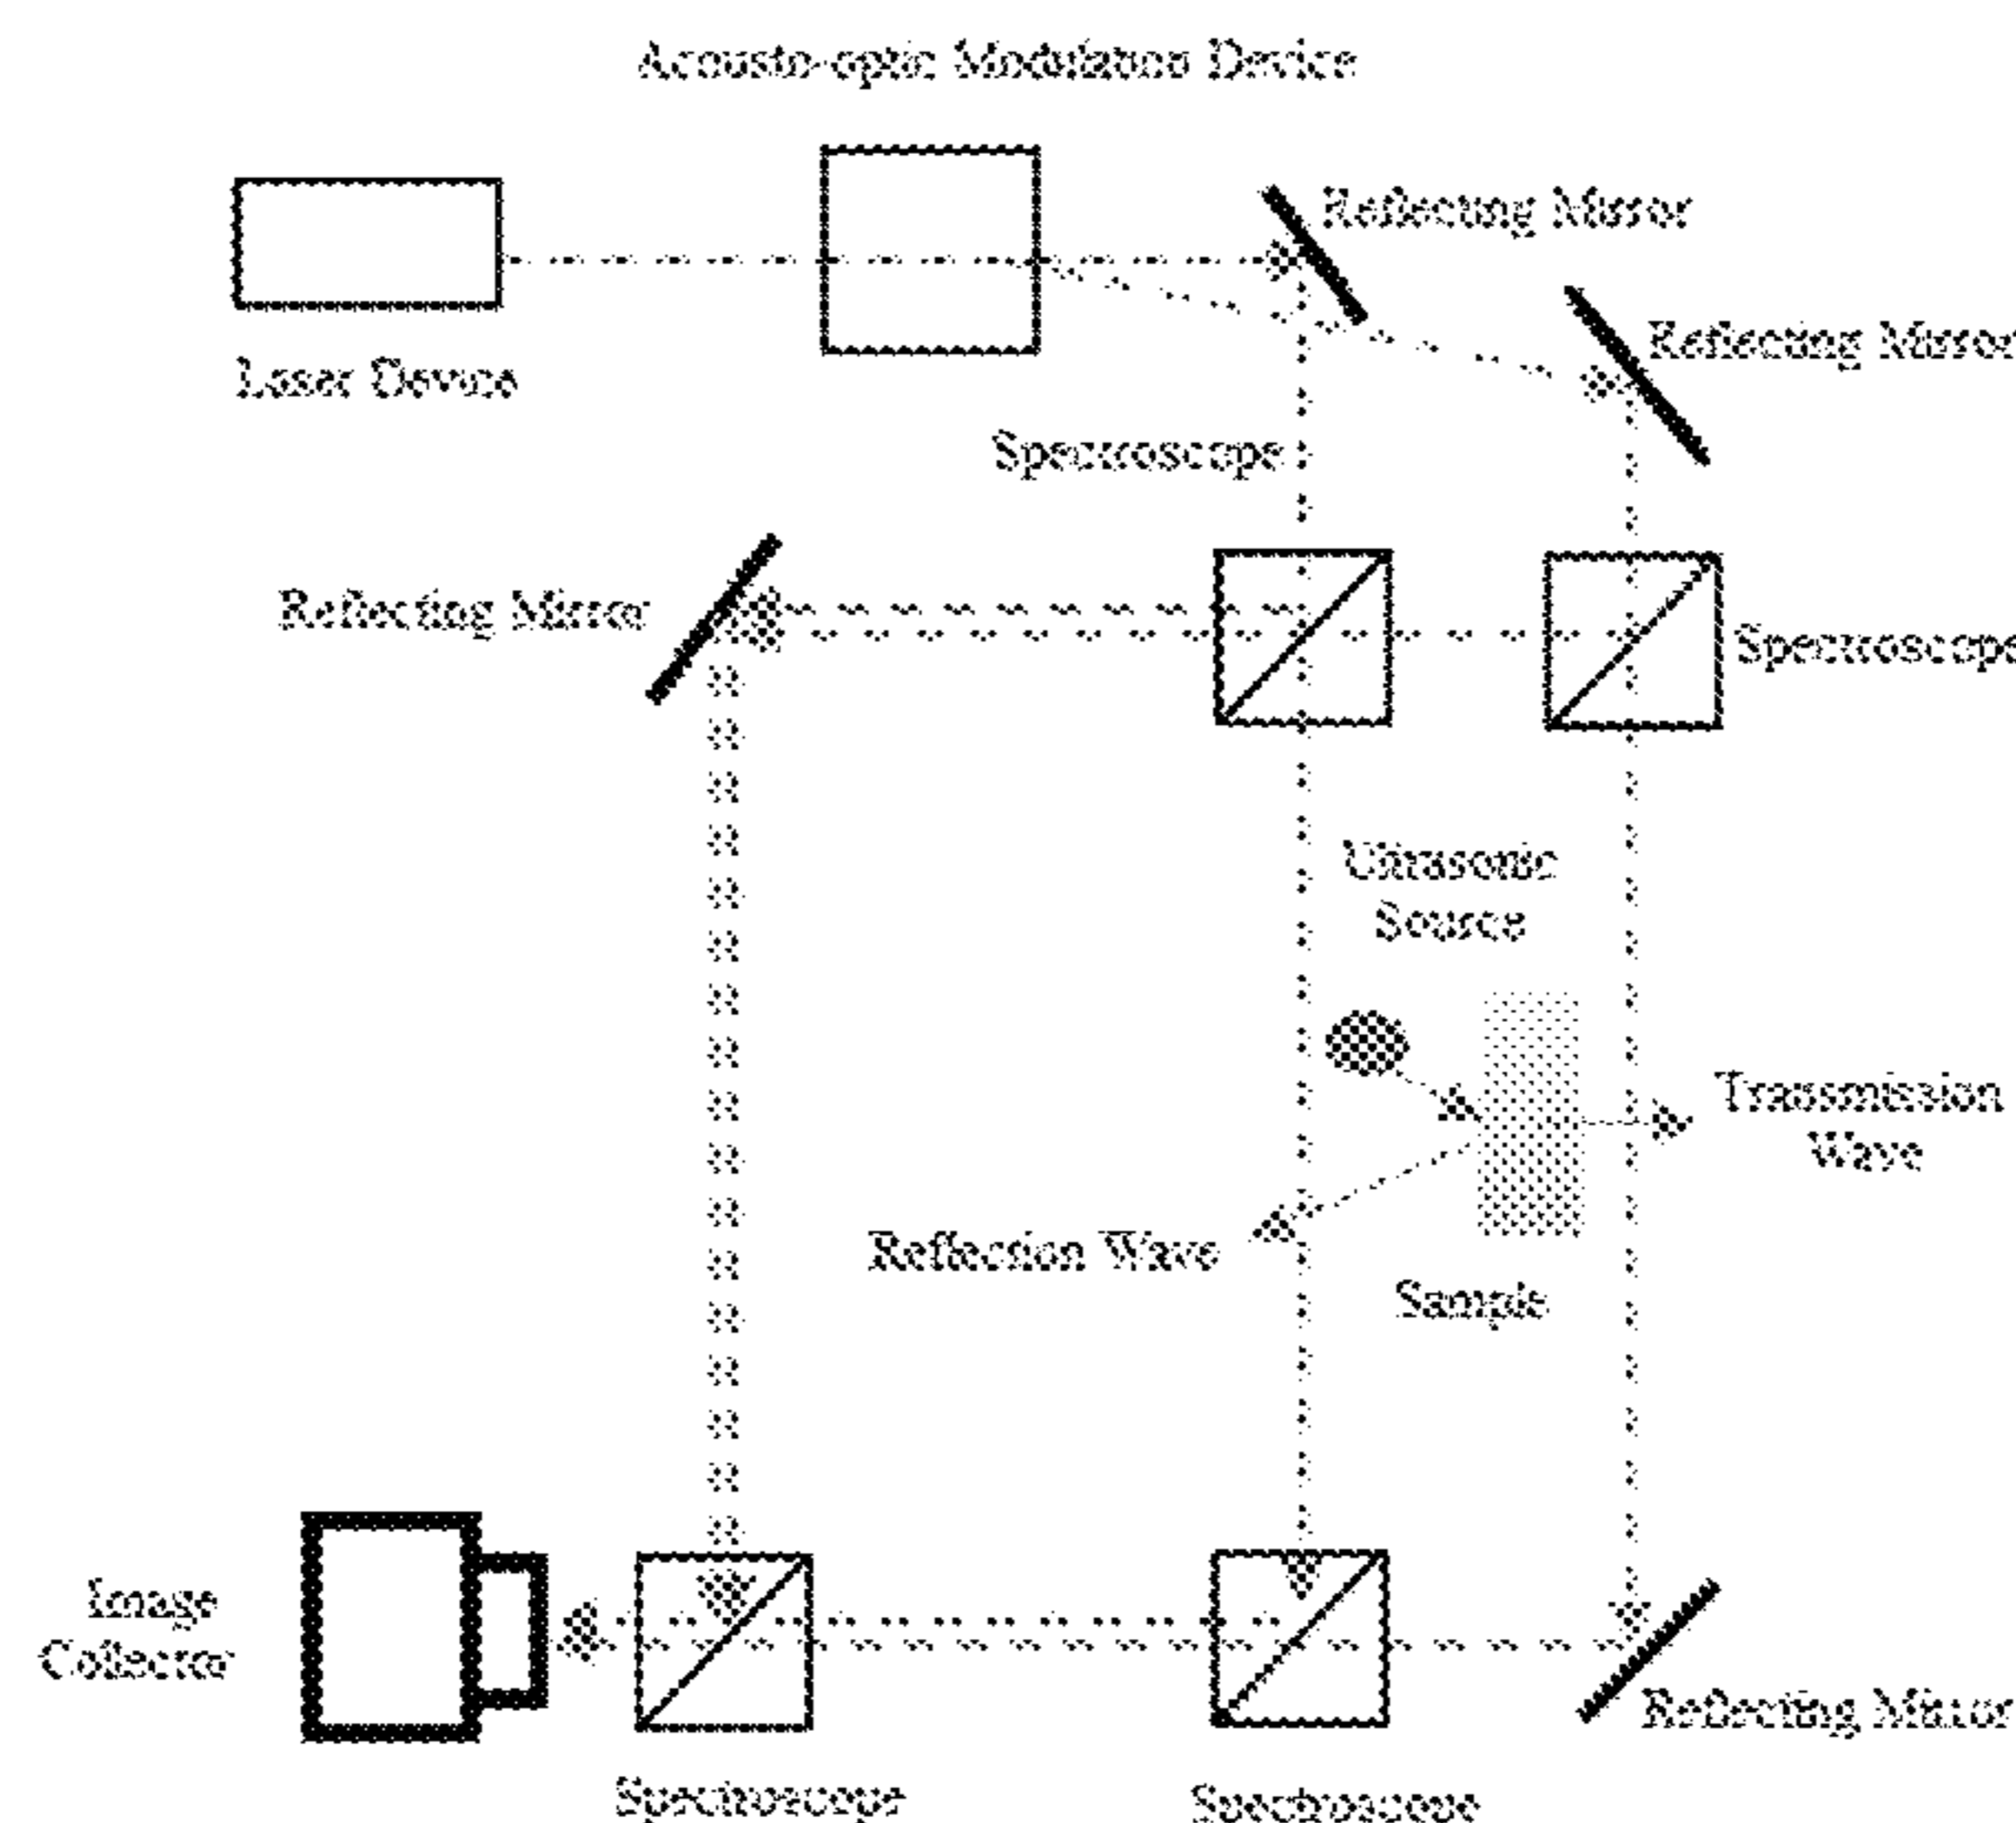 Acousto-optic Modulation Device
Reflecting Mirror
Reflecting Mirror
Laser Device
Spectroscope
Reflecting Mirror
Spectroscope
Ultrasonic
Source
Transmission
Wave
Reflection Wave
Sample
Image
Collector
Reflecting Mirror
Spectroscope
Spectroscope